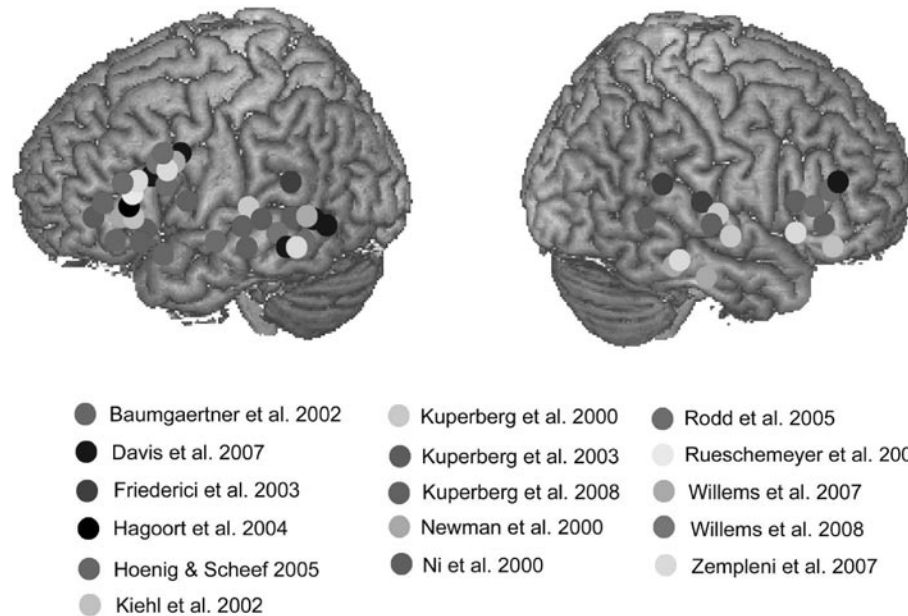 Baumgaertner et al. 2002
Davis et al. 2007
Friederici et al. 2003
Hagoort et al. 2004
Hoenig & Scheef 2005
Kiehl et al. 2002
Kuperberg et al. 2000
Kuperberg et al. 2003
Kuperberg et al. 2008
Newman et al. 2000
Ni et al. 2000
Rodd et al. 2005
Rueschemeyer et al.
Willems et al. 2007
Willems et al. 2008
Zempleni et al. 2007